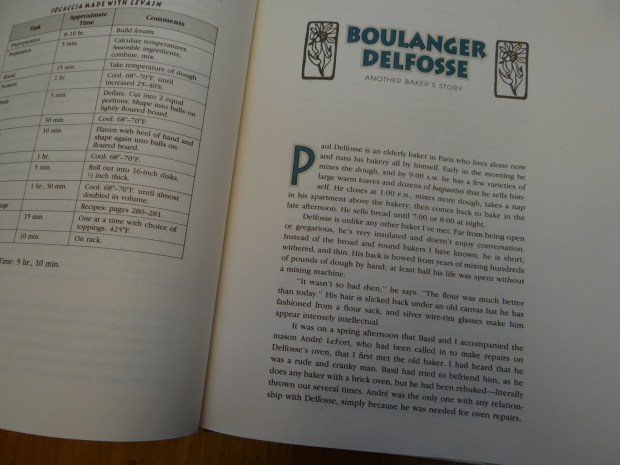 FOCACCIA MADE WITH LEVAIN
Task
Approximate Time
Comments
8–10 hr.
Build levain.
5 min.
Calculate temperatures.
Assemble ingredients,
combine, mix.
15 min.
Take temperature of dough.
1 hr.
Cool: 68°–70°F. until
increased 25–40%.
5 min.
Deflate. Cut into 2 equal
portions. Shape into balls on
lightly floured board.
30 min.
Cool: 68°–70°F.
10 min.
Flatten with heel of hand and
shape again into balls on
floured board.
1 hr.
Cool: 68°–70°F.
5 min.
Roll out into 16-inch disks,
½ inch thick.
1 hr., 30 min.
Cool: 68°–70°F. until almost
doubled in volume.
Recipes: pages 280–281.
15 min.
One at a time with choice of
toppings. 425°F.
10 min.
On rack.
Time: 5 hr., 10 min.
BOULANGER
DELFOSSE
ANOTHER BAKER'S STORY
Paul Delfosse is an elderly baker in Paris who lives alone now
and runs his bakery all by himself. Early in the morning he
mixes the dough, and by 9:00 A.M. he has a few varieties of
large warm loaves and dozens of baguettes that he sells him-
self. He closes at 1:00 P.M., mixes more dough, takes a nap
in his apartment above the bakery, then comes back to bake in the
late afternoon. He sells bread until 7:00 or 8:00 at night.
Delfosse is unlike any other baker I've met. Far from being open
or gregarious, he's very insulated and doesn't enjoy conversation.
Instead of the broad and round bakers I have known, he is short,
withered, and thin. His back is bowed from years of mixing hundreds
of pounds of dough by hand; at least half his life was spent without
a mixing machine.
"It wasn't so bad then," he says. "The flour was much better
than today." His hair is slicked back under an old canvas hat he has
fashioned from a flour sack, and silver wire-rim glasses make him
appear intensely intellectual.
It was on a spring afternoon that Basil and I accompanied the
mason André LeFort, who had been called in to make repairs on
Delfosse's oven, that I first met the old baker. I had heard that he
was a rude and cranky man. Basil had tried to befriend him, as he
does any baker with a brick oven, but he had been rebuked—literally
thrown out several times. André was the only one with any relation-
ship with Delfosse, simply because he was needed for oven repairs.